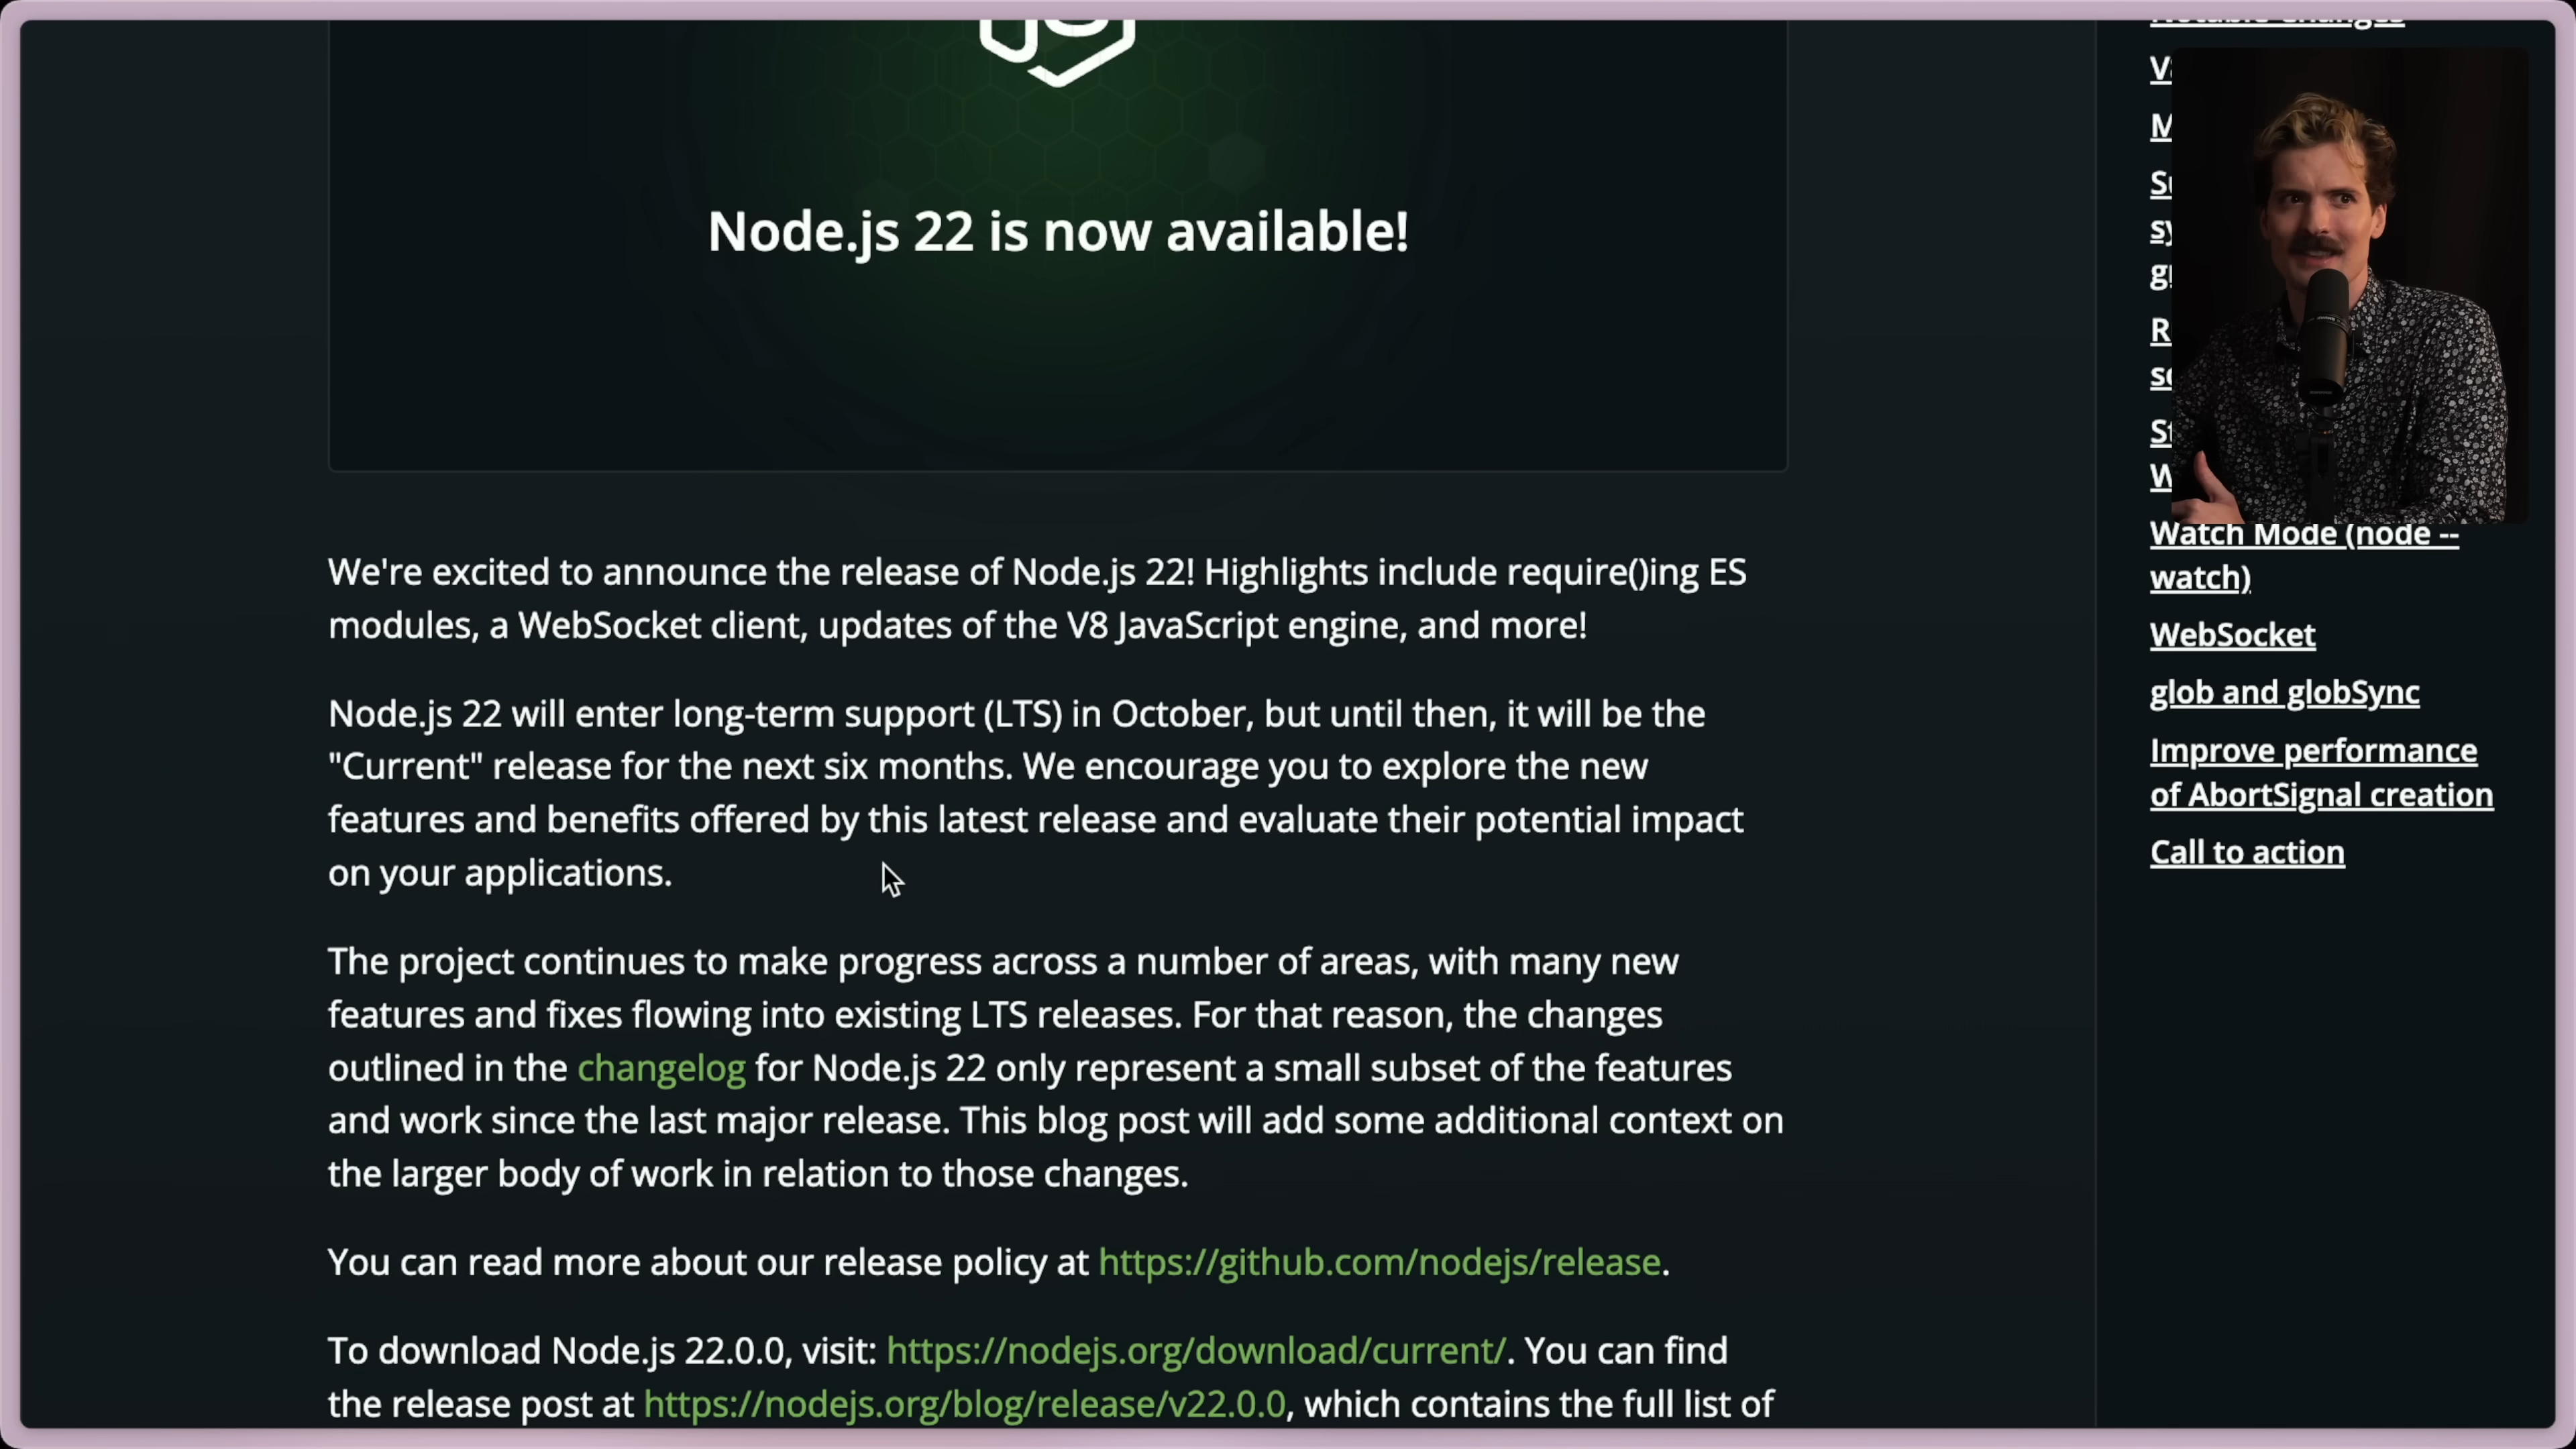 Node.js 22 is now available!
We're excited to announce the release of Node.js 22! Highlights include require()ing ES
modules, a WebSocket client, updates of the V8 JavaScript engine, and more!
Node.js 22 will enter long-term support (LTS) in October, but until then, it will be the
"Current" release for the next six months. We encourage you to explore the new
features and benefits offered by this latest release and evaluate their potential impact
on your applications.
The project continues to make progress across a number of areas, with many new
features and fixes flowing into existing LTS releases. For that reason, the changes
outlined in the changelog for Node.js 22 only represent a small subset of the features
and work since the last major release. This blog post will add some additional context on
the larger body of work in relation to those changes.
You can read more about our release policy at https://github.com/nodejs/release.
To download Node.js 22.0.0, visit: https://nodejs.org/download/current/. You can find
the release post at https://nodejs.org/blog/release/v22.0.0, which contains the full list of
Watch Mode (node --
watch)
WebSocket
glob and globSync
Improve performance
of AbortSignal creation
Call to action